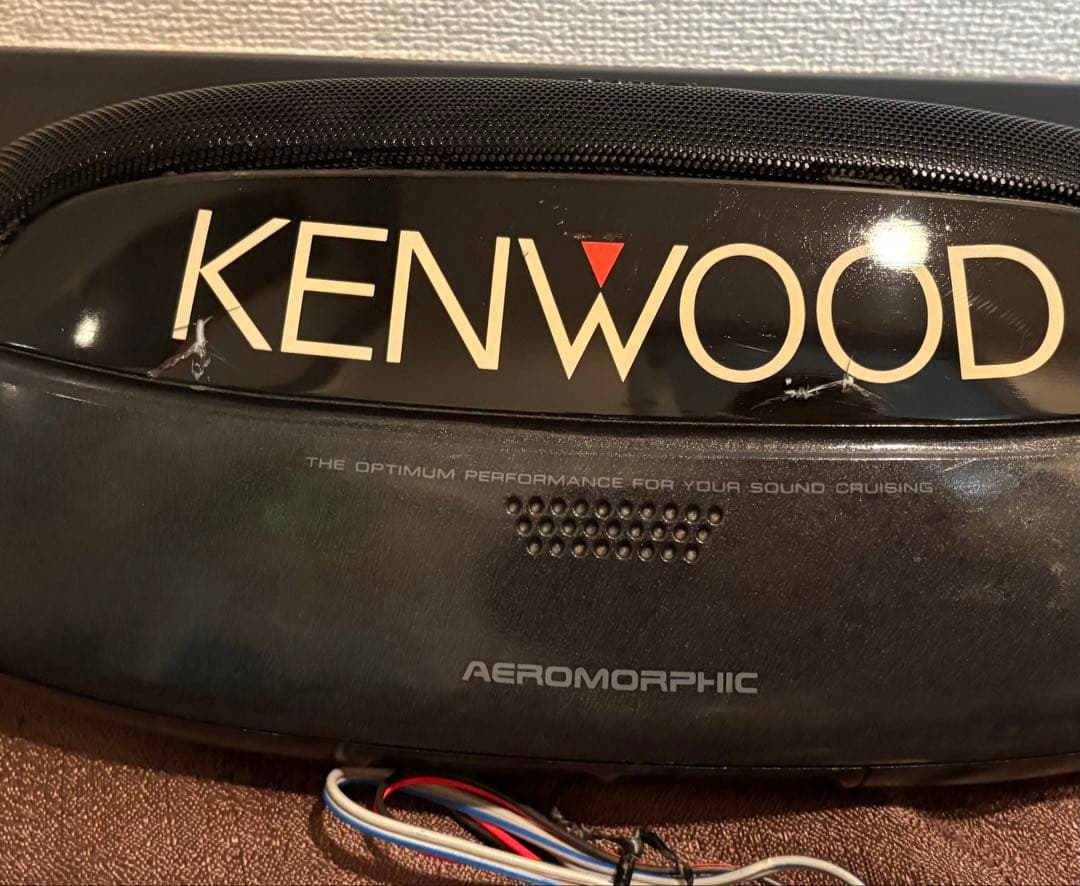 KENWOOD
THE OPTIMUM PERFORMANCE FOR YOUR SOUND CRUISING
AEROMORPHIC